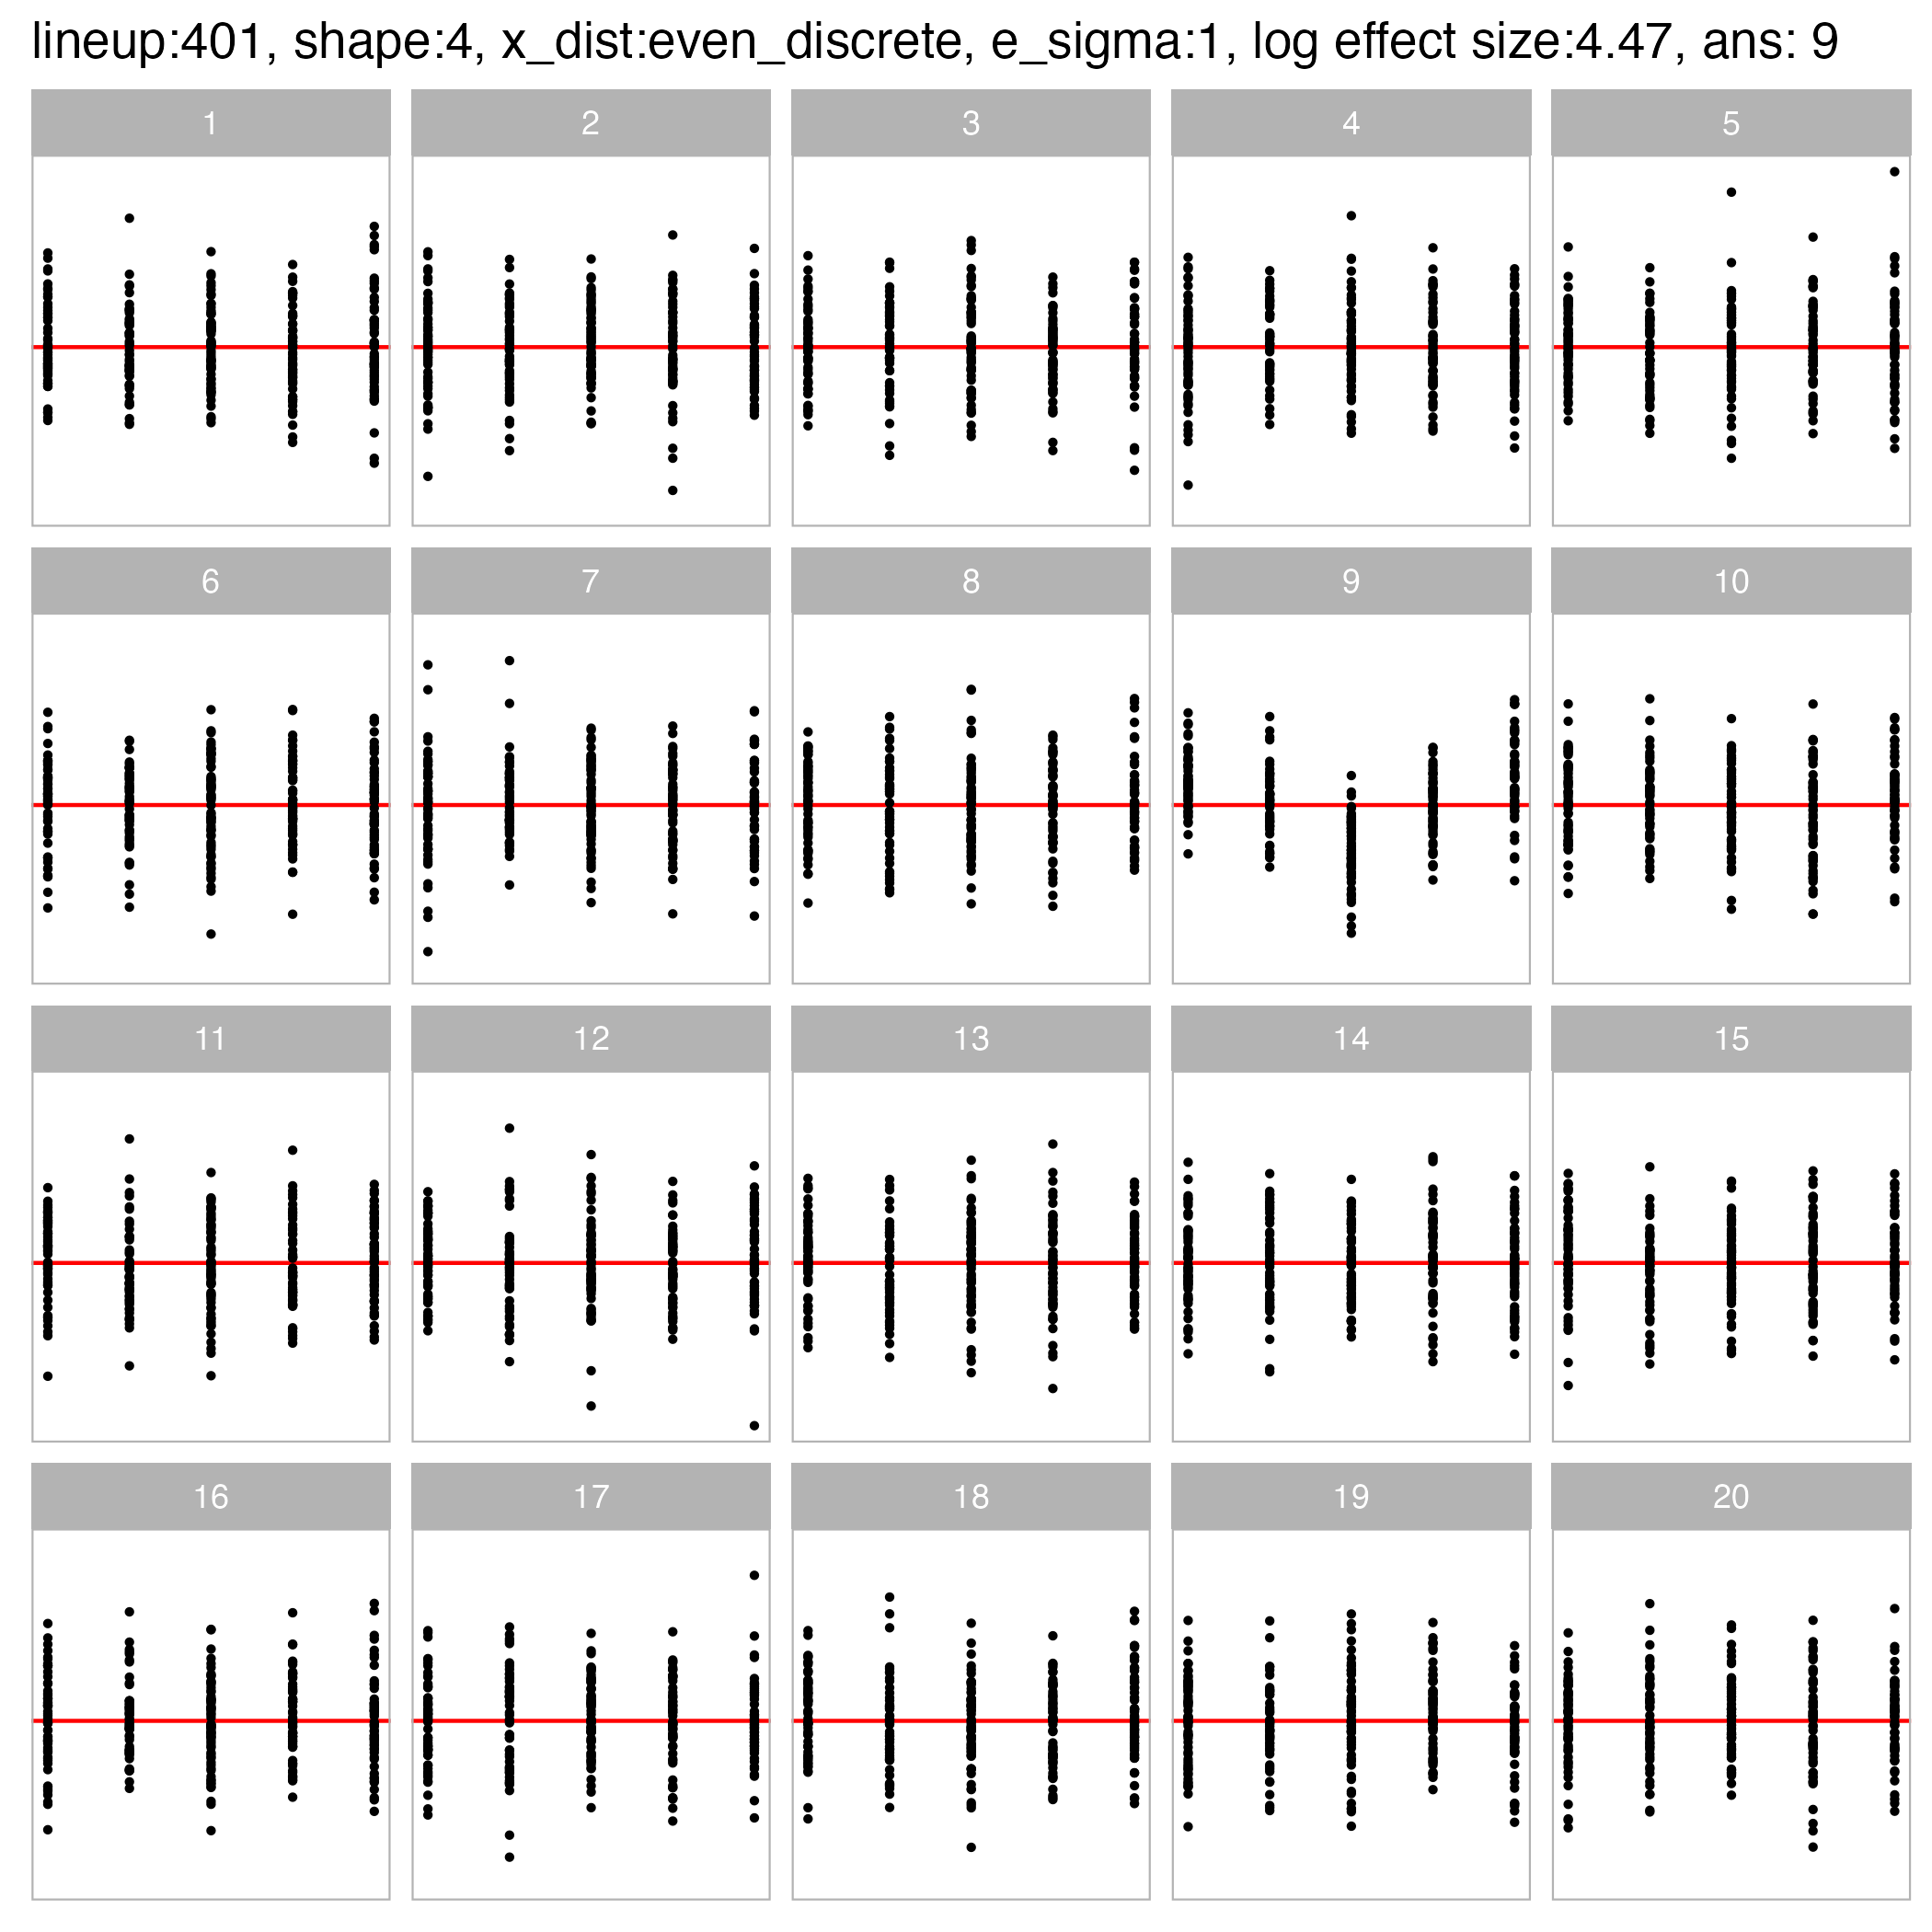 lineup:401, shape:4, x_dist:even_discrete, e_sigma:1, log effect size:4.47, ans: 9
1 2 3 4 5
6 7 8 9 10
11 12 13 14 15
16 17 18 19 20